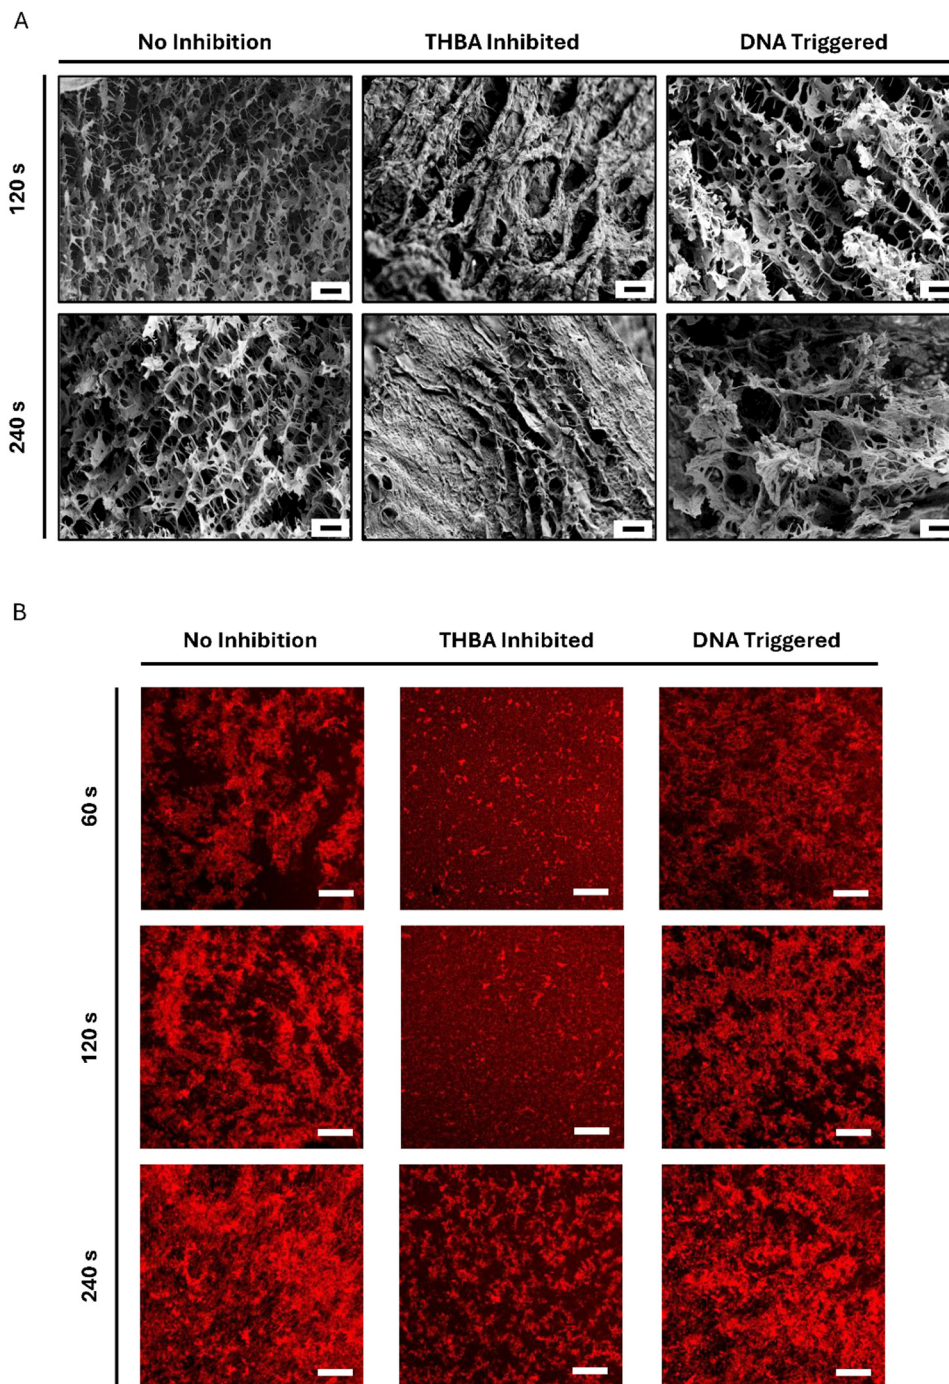 A
No Inhibition THBA Inhibited DNA Triggered
120 s
240 s
B
No Inhibition THBA Inhibited DNA Triggered
60 s
120 s
240 s